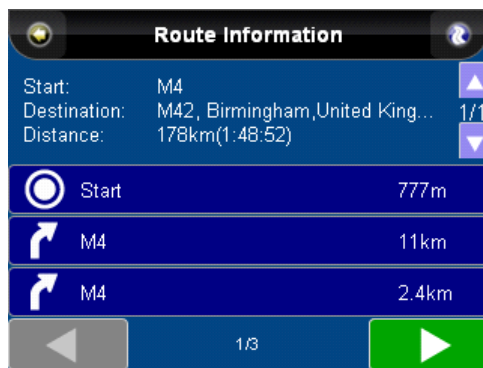 Route Information
Start: M4
Destination: M42, Birmingham,United King...
Distance: 178km(1:48:52)
1/1
Start 777m
M4 11km
M4 2.4km
1/3